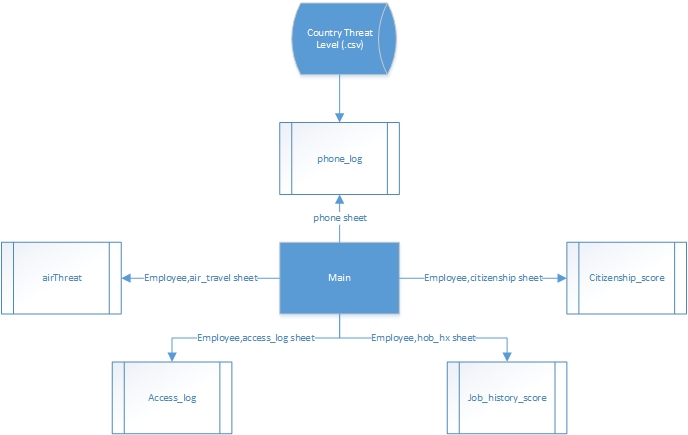 Country Threat
Level (.csv)
phone_log
phone sheet
airThreat
Employee,air_travel sheet
Main
Employee,citizenship sheet
Citizenship_score
Employee,access_log sheet
Employee,hob_hx sheet
Access_log
Job_history_score